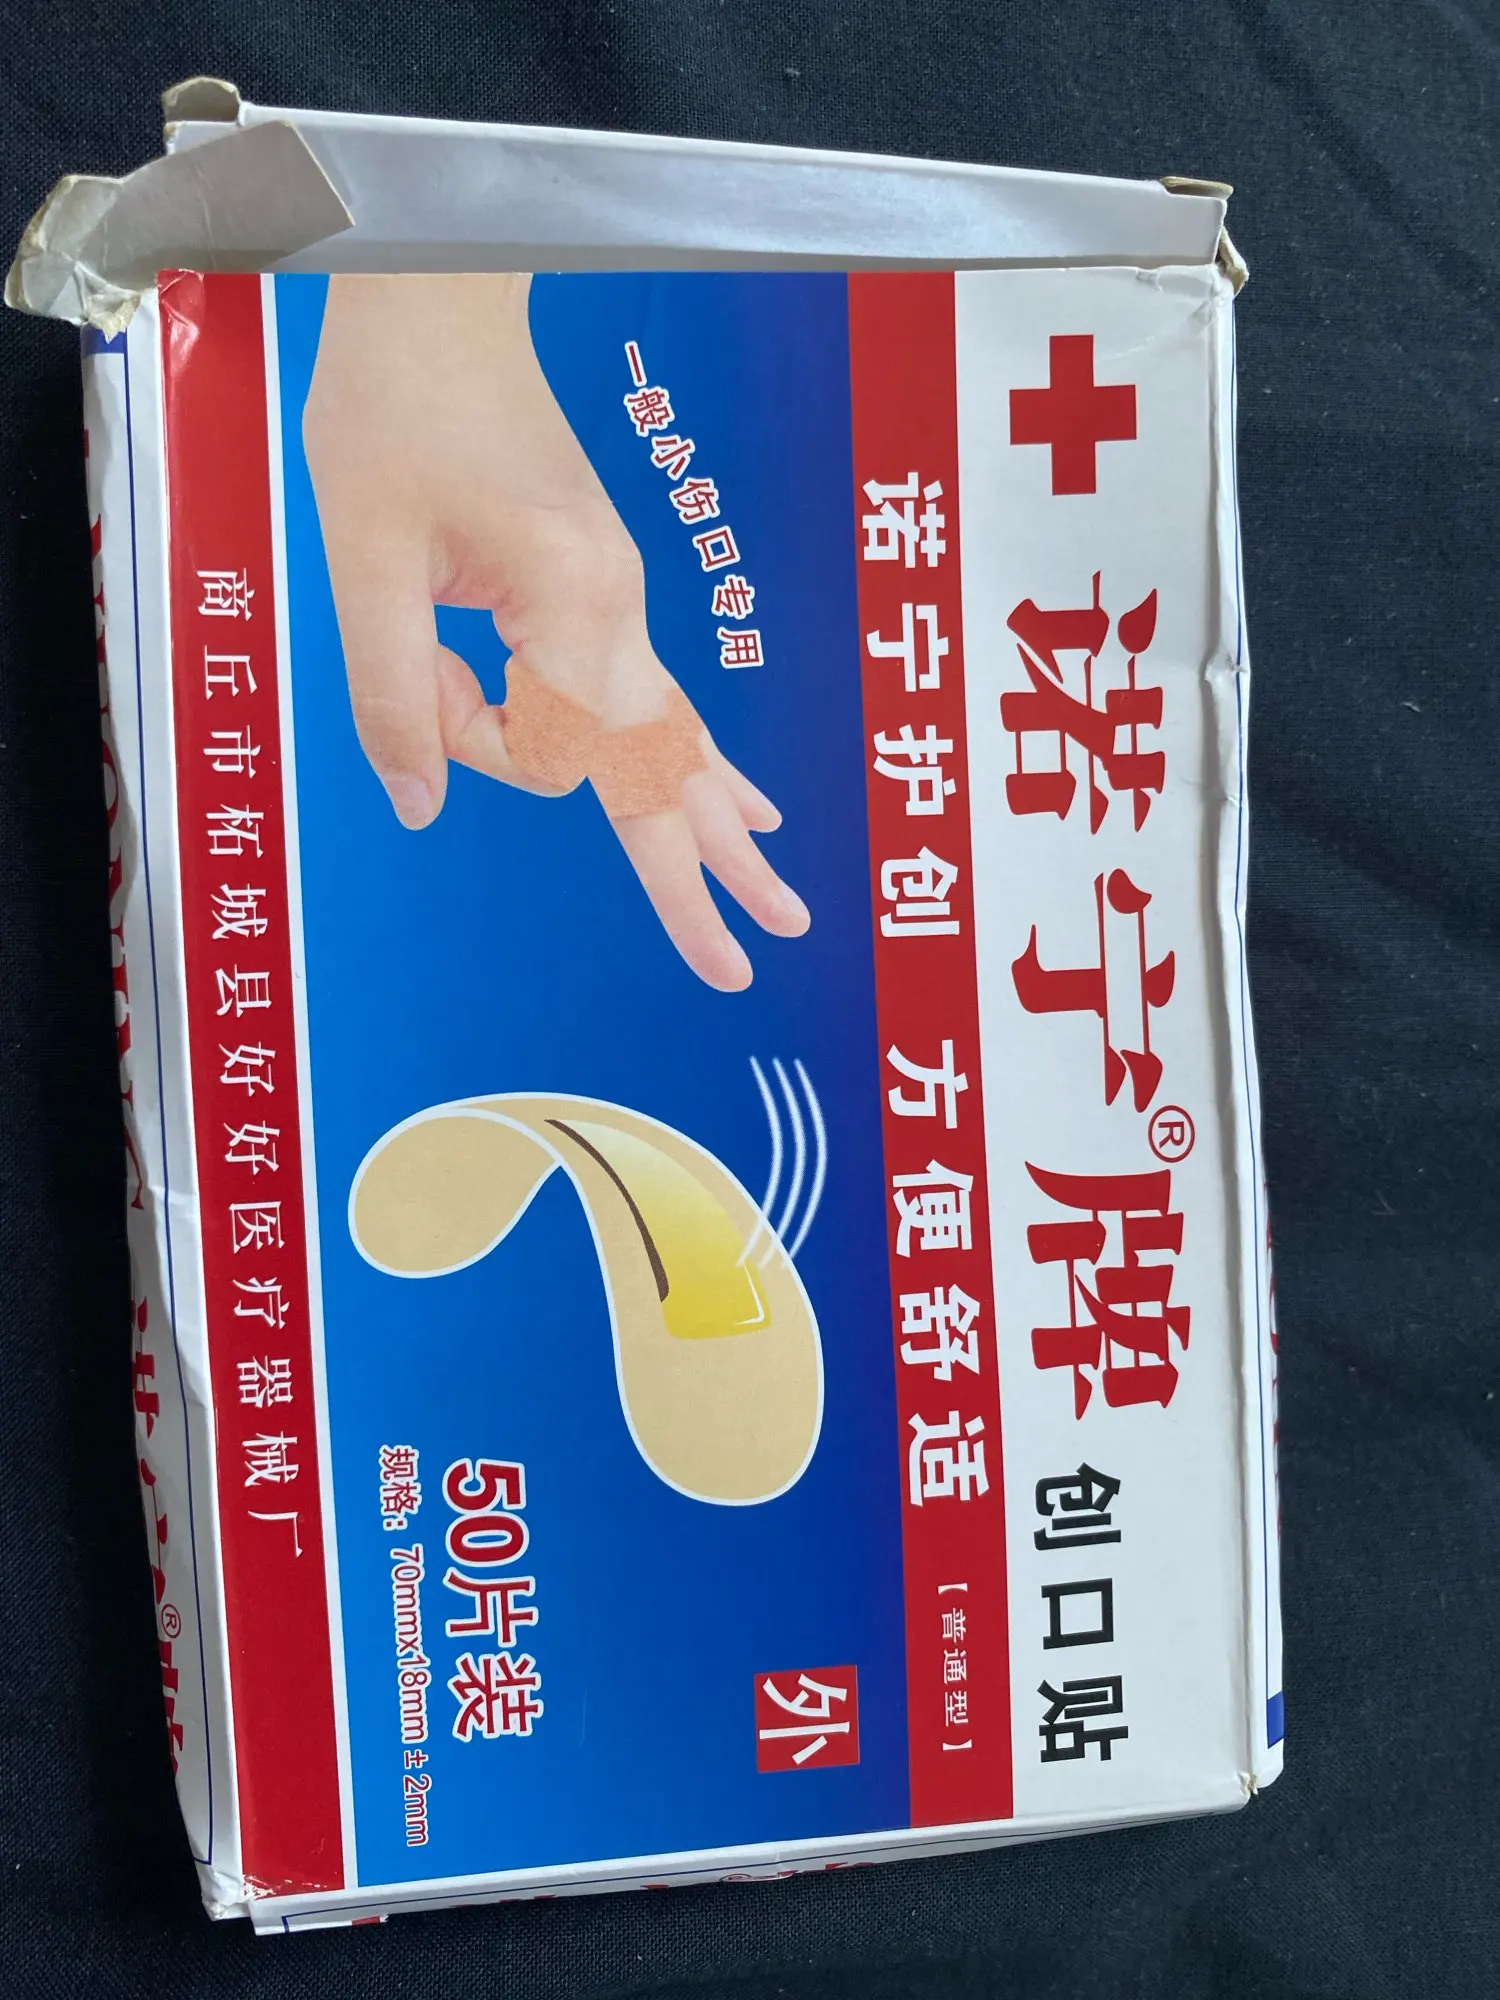 诺宁®牌 创口贴
诺宁护创 方便舒适 【普通型】
一般小伤口专用
外
50片装
规格：70mmx18mm±2mm
商丘市柘城县好好医疗器械厂